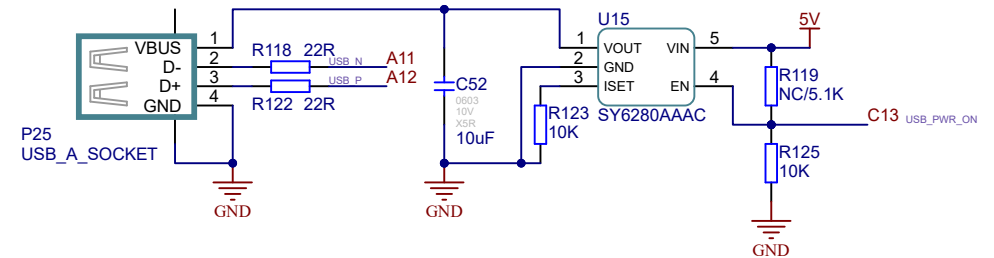 U15
5V
VBUS 1
D- 2
D+ 3
GND 4
R118 22R
USB_N A11
USB_P A12
R122 22R
P25
USB_A_SOCKET
GND
C52
0603
10V
X5R
10uF
GND
1 VOUT VIN 5
2 GND
3 ISET EN 4
SY6280AAAC
R123
10K
R119
NC/5.1K
C13 USB_PWR_ON
R125
10K
GND